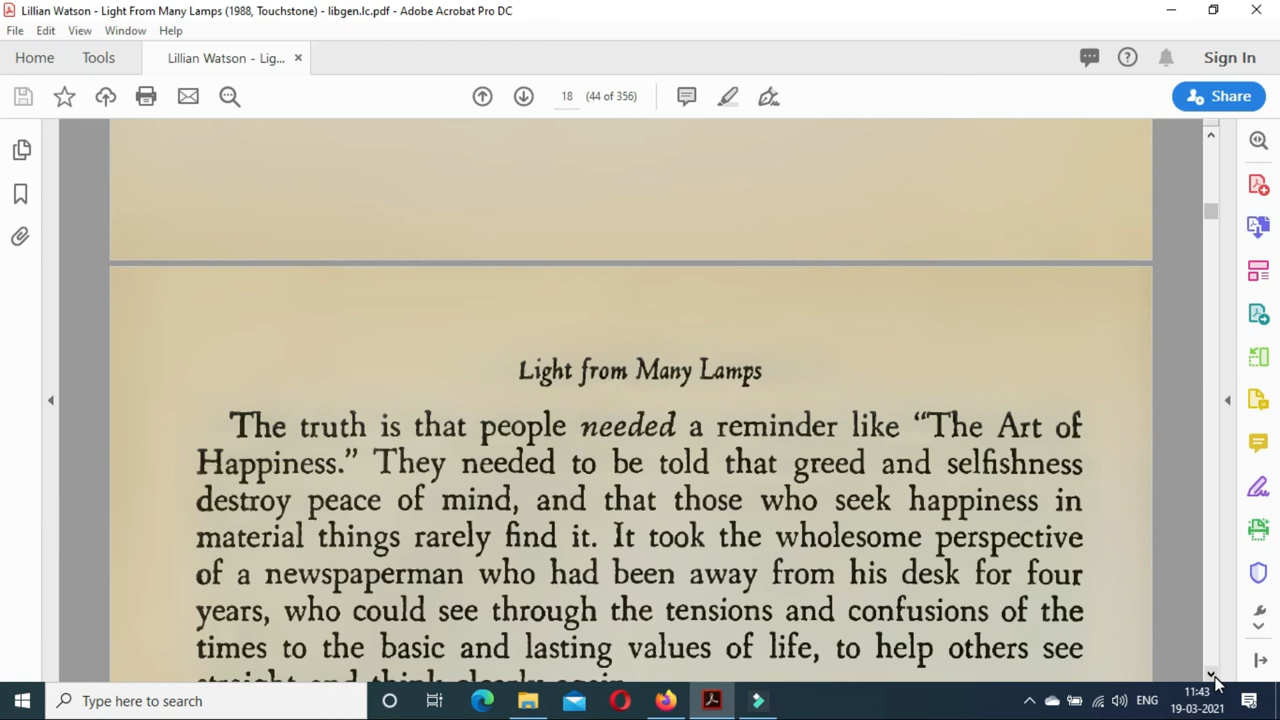 Lillian Watson - Light From Many Lamps (1988, Touchstone) - libgen.lc.pdf - Adobe Acrobat Pro DC
File Edit View Window Help
Home Tools Lillian Watson - Lig... Sign In
18 (44 of 356) Share
Light from Many Lamps
The truth is that people needed a reminder like “The Art of
Happiness.” They needed to be told that greed and selfishness
destroy peace of mind, and that those who seek happiness in
material things rarely find it. It took the wholesome perspective
of a newspaperman who had been away from his desk for four
years, who could see through the tensions and confusions of the
times to the basic and lasting values of life, to help others see
straight and think clearly again.
Type here to search
ENG
11:43
19-03-2021